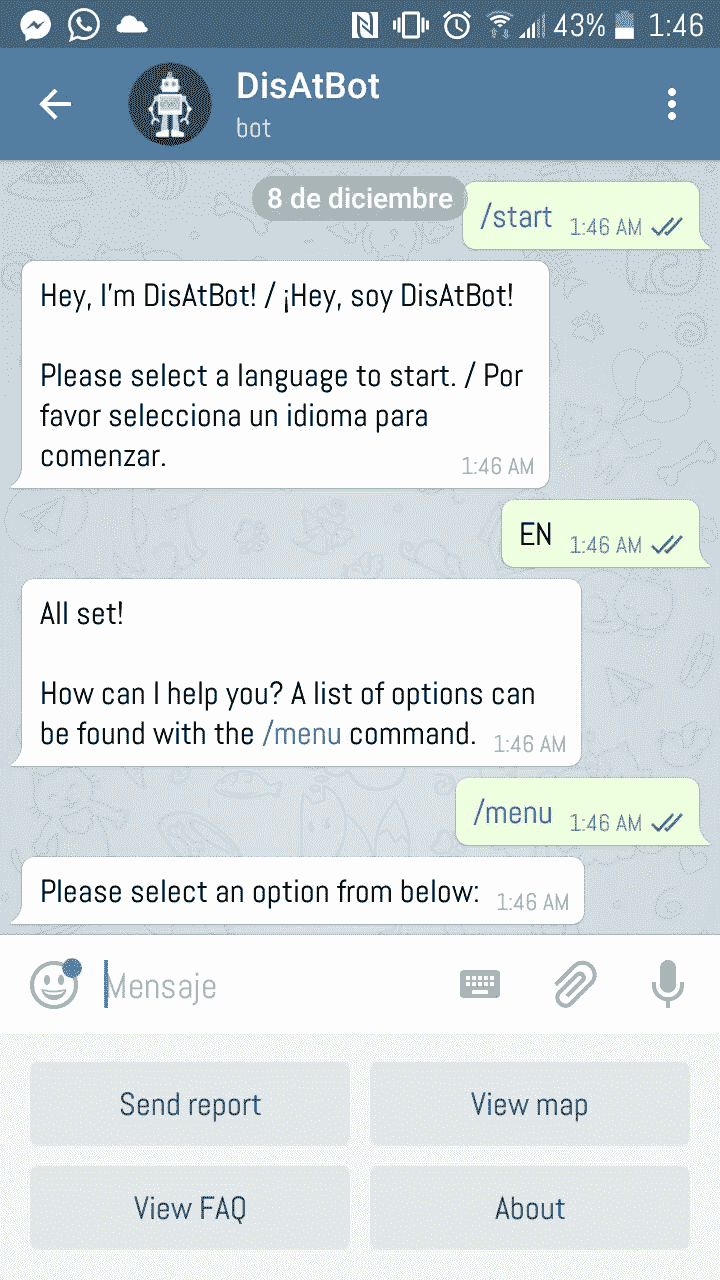 43% 1:46
DisAtBot
bot
8 de diciembre
/start 1:46 AM
Hey, I'm DisAtBot! / ¡Hey, soy DisAtBot!
Please select a language to start. / Por
favor selecciona un idioma para
comenzar. 1:46 AM
EN 1:46 AM
All set!
How can I help you? A list of options can
be found with the /menu command. 1:46 AM
/menu 1:46 AM
Please select an option from below: 1:46 AM
Mensaje
Send report View map
View FAQ About